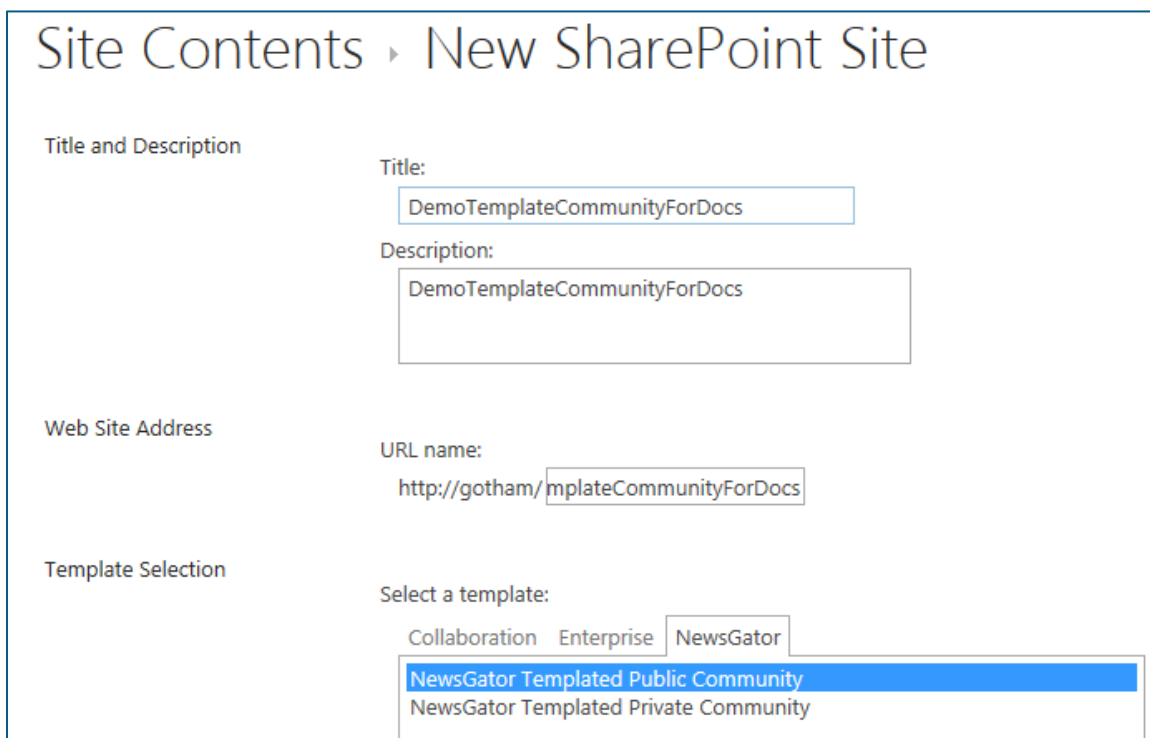 Site Contents ▸ New SharePoint Site
Title and Description
Title:
DemoTemplateCommunityForDocs
Description:
DemoTemplateCommunityForDocs
Web Site Address
URL name:
http://gotham/ mplateCommunityForDocs
Template Selection
Select a template:
Collaboration Enterprise NewsGator
NewsGator Templated Public Community
NewsGator Templated Private Community